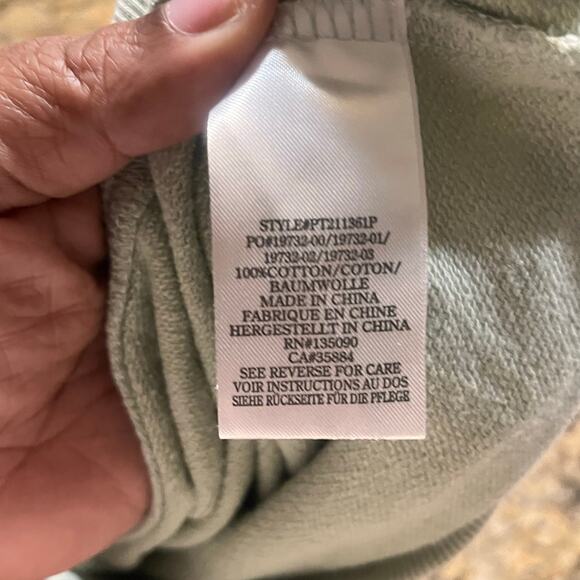 STYLE#PT211361P
PO#19732-00/19732-01/
19732-02/19732-03
100%COTTON/COTON/
BAUMWOLLE
MADE IN CHINA
FABRIQUE EN CHINE
HERGESTELLT IN CHINA
RN#135090
CA#35884
SEE REVERSE FOR CARE
VOIR INSTRUCTIONS AU DOS
SIEHE RÜCKSEITE FÜR DIE PFLEGE